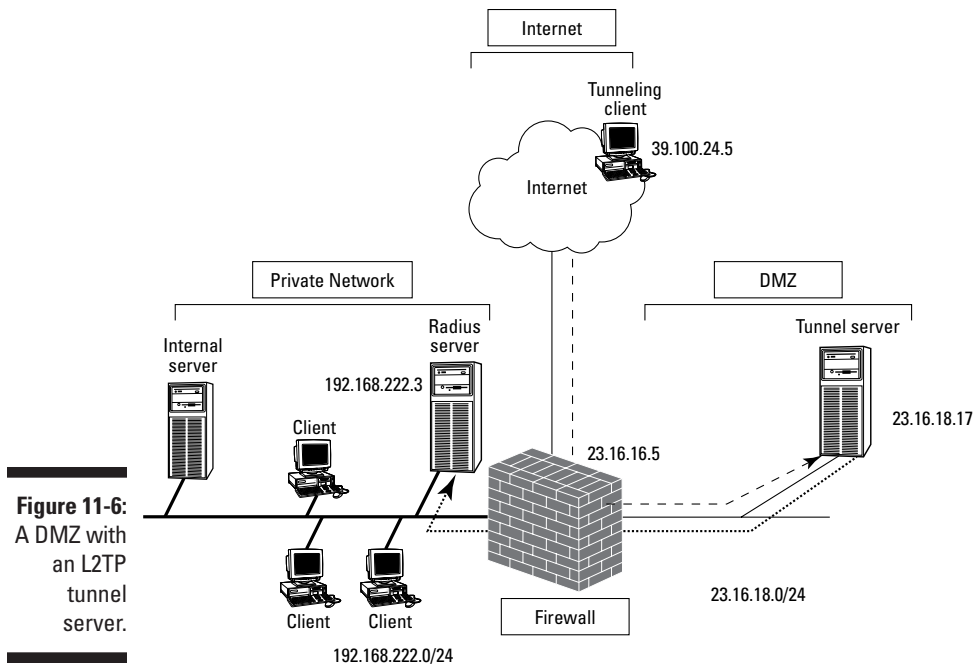 Internet
Tunneling
client
39.100.24.5
Internet
Private Network
DMZ
Internal
server
Radius
server
Tunnel server
192.168.222.3
Client
23.16.16.5
23.16.18.17
Figure 11-6:
A DMZ with
an L2TP
tunnel
server.
Client
Client
Firewall
23.16.18.0/24
192.168.222.0/24